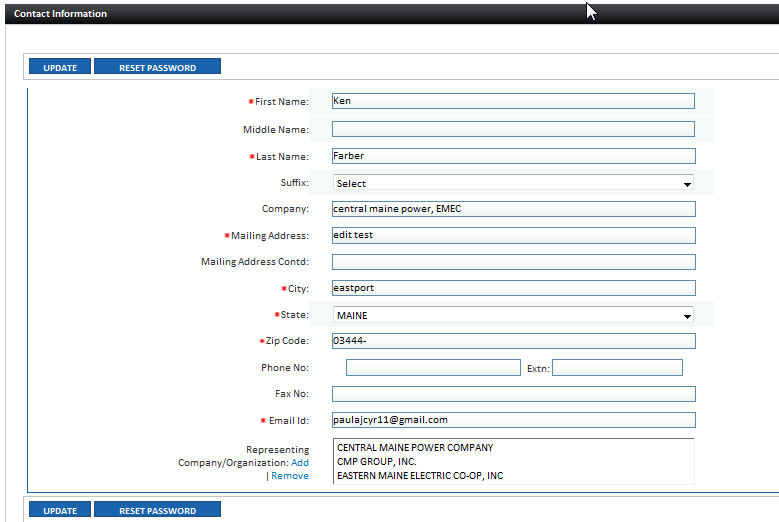 Contact Information
UPDATE RESET PASSWORD
*First Name: Ken
Middle Name:
*Last Name: Farber
Suffix: Select
Company: central maine power, EMEC
*Mailing Address: edit test
Mailing Address Contd:
*City: eastport
*State: MAINE
*Zip Code: 03444-
Phone No: Extn:
Fax No:
* Email Id: paulajcyr11@gmail.com
Representing
Company/Organization: Add
| Remove
CENTRAL MAINE POWER COMPANY
CMP GROUP, INC.
EASTERN MAINE ELECTRIC CO-OP, INC
UPDATE RESET PASSWORD